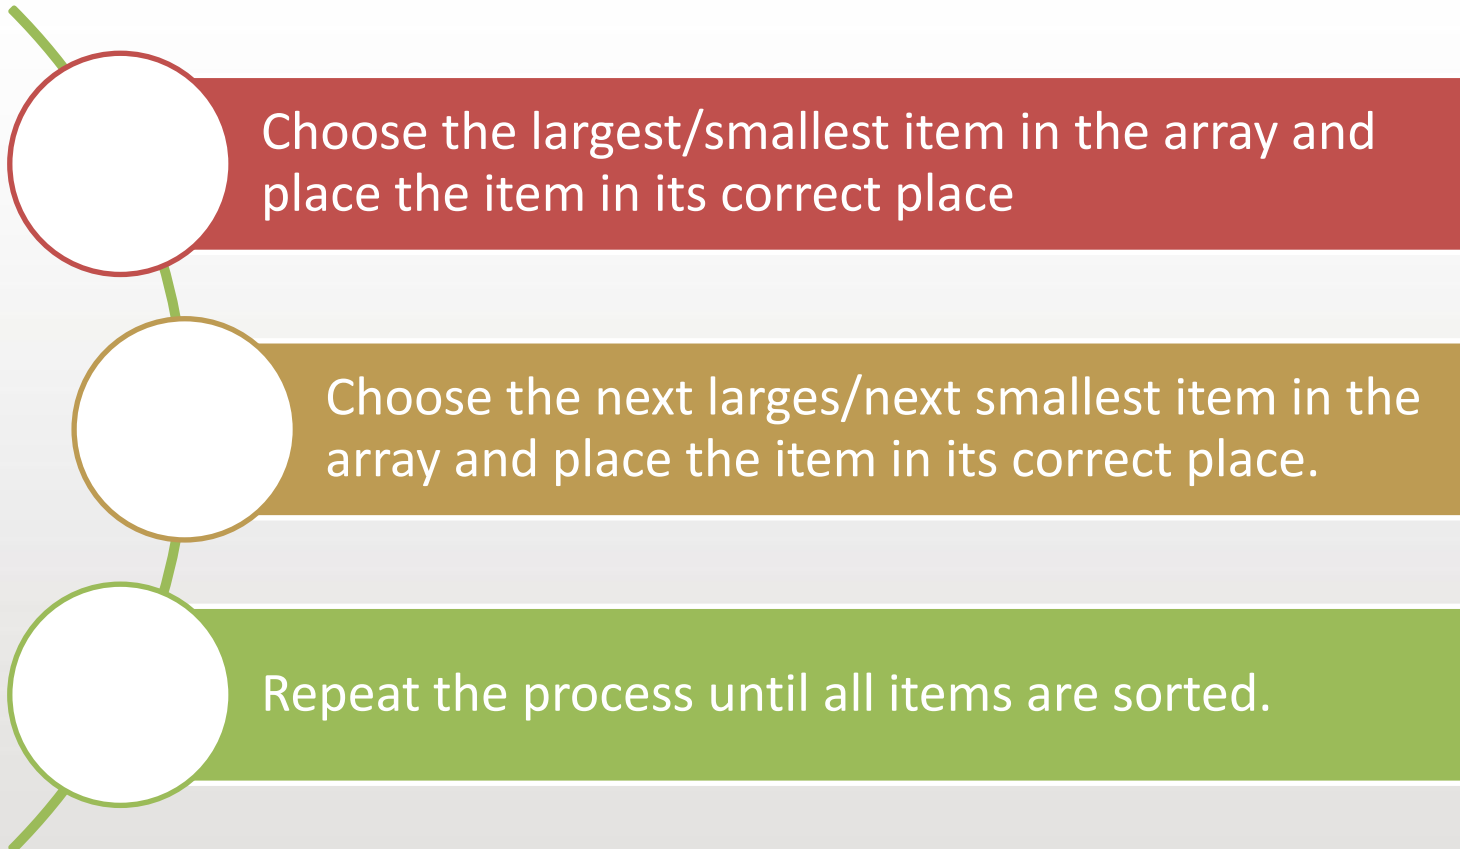 Choose the largest/smallest item in the array and
place the item in its correct place
Choose the next larges/next smallest item in the
array and place the item in its correct place.
Repeat the process until all items are sorted.